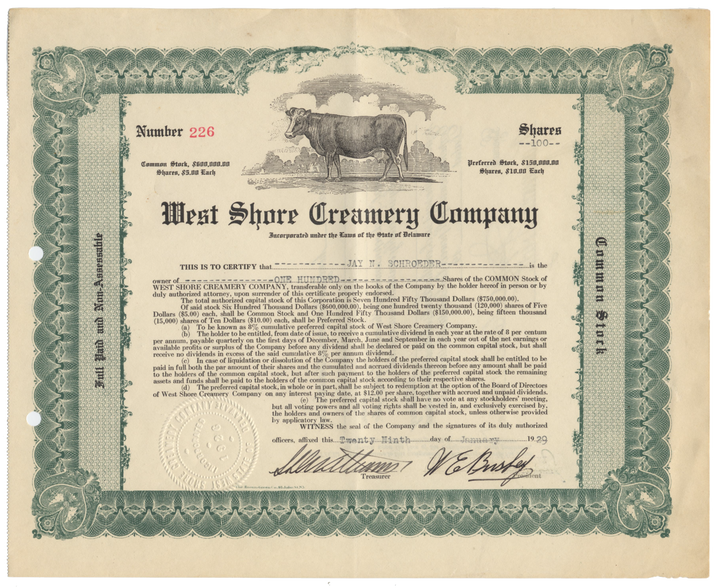 Number 226
Shares
--100--
Common Stock, $600,000.00
Shares, $5.00 Each
Preferred Stock, $150,000.00
Shares, $10.00 Each
West Shore Creamery Company
Incorporated under the Laws of the State of Delaware
Full Paid and Non-Assessable
Common Stock
THIS IS TO CERTIFY that JAY N. SCHROEDER is the
owner of ONE HUNDRED Shares of the COMMON Stock of
WEST SHORE CREAMERY COMPANY, transferable only on the books of the Company by the holder hereof in person or by
duly authorized attorney, upon surrender of this certificate properly endorsed.
The total authorized capital stock of this Corporation is Seven Hundred Fifty Thousand Dollars ($750,000.00).
Of said stock Six Hundred Thousand Dollars ($600,000.00), being one hundred twenty thousand (120,000) shares of Five
Dollars ($5.00) each, shall be Common Stock and One Hundred Fifty Thousand Dollars ($150,000.00), being fifteen thousand
(15,000) shares of Ten Dollars ($10.00) each, shall be Preferred Stock.
(a) To be known as 8% cumulative preferred capital stock of West Shore Creamery Company.
(b) The holder to be entitled, from date of issue, to receive a cumulative dividend in each year at the rate of 8 per centum
per annum, payable quarterly on the first days of December, March, June and September in each year out of the net earnings or
available profits or surplus of the Company before any dividend shall be declared or paid on the common capital stock, but shall
receive no dividends in excess of the said cumulative 8% per annum dividend.
(c) In case of liquidation or dissolution of the Company the holders of the preferred capital stock shall be entitled to be
paid in full both the par amount of their shares and the cumulated and accrued dividends thereon before any amount shall be paid
to the holders of the common capital stock, but after such payment to the holders of the preferred capital stock the remaining
assets and funds shall be paid to the holders of the common capital stock according to their respective shares.
(d) The preferred capital stock, in whole or in part, shall be subject to redemption at the option of the Board of Directors
of West Shore Creamery Company on any interest paying date, at $12.00 per share, together with accrued and unpaid dividends.
(e) The preferred capital stock shall have no vote at any stockholders' meeting,
but all voting powers and all voting rights shall be vested in, and exclusively exercised by,
the holders and owners of the shares of common capital stock, unless otherwise provided
by applicatory law.
WITNESS the seal of the Company and the signatures of its duly authorized
officers, affixed this Twenty Ninth day of January 1929
W E Busby
Treasurer
President